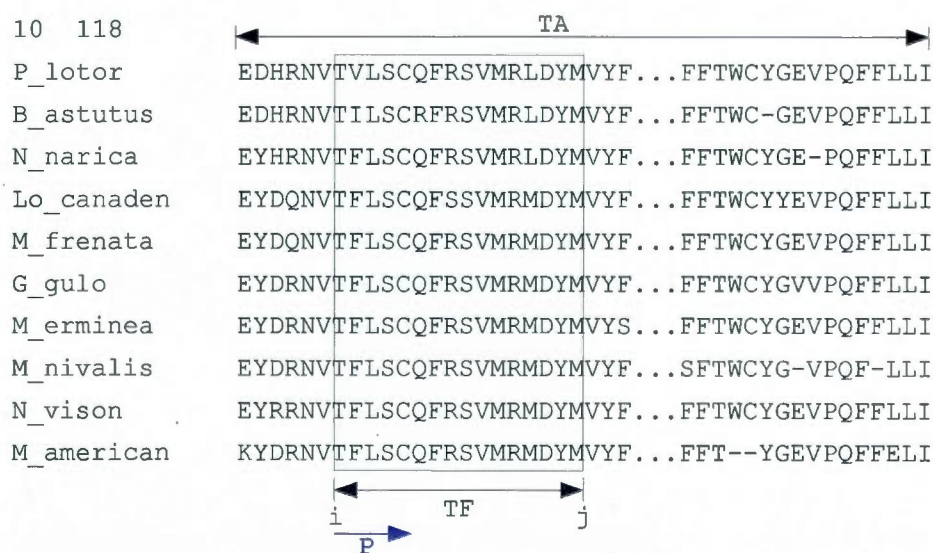 10 118
TA
P_lotor EDHRNVTVLSCQFRSVMRLDYMVYF...FFTWCYGEVPQFFLLI
B_astutus EDHRNVTILSCRFRSVMRLDYMVYF...FFTWC-GEVPQFFLLI
N_narica EYHRNVTFLSCQFRSVMRLDYMVYF...FFTWCYGE-PQFFLLI
Lo_canaden EYDQNVTFLSCQFSSVMRMDYMVYF...FFTWCYYEVPQFFLLI
M_frenata EYDQNVTFLSCQFRSVMRMDYMVYF...FFTWCYGEVPQFFLLI
G_gulo EYDRNVTFLSCQFRSVMRMDYMVYF...FFTWCYGVVPQFFLLI
M_erminea EYDRNVTFLSCQFRSVMRMDYMVYS...FFTWCYGEVPQFFLLI
M_nivalis EYDRNVTFLSCQFRSVMRMDYMVYF...SFTWCYG-VPQF-LLI
N_vison EYRRNVTFLSCQFRSVMRMDYMVYF...FFTWCYGEVPQFFLLI
M_american KYDRNVTFLSCQFRSVMRMDYMVYF...FFT--YGEVPQFFELI
i TF j
P